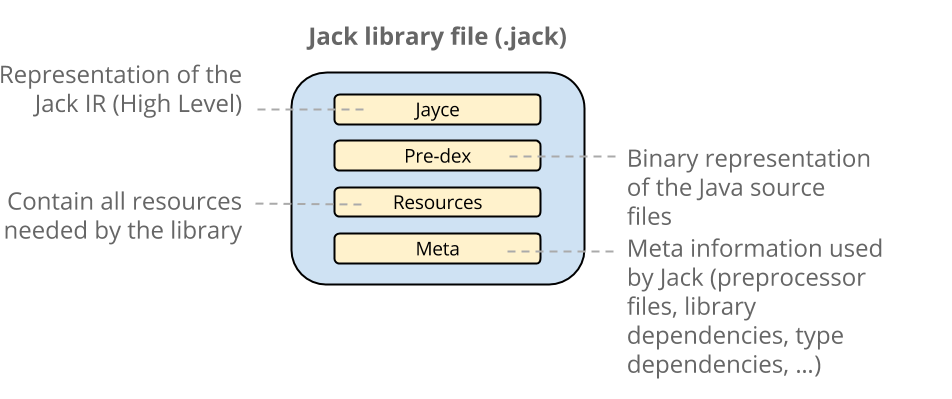 Jack library file (.jack)
Representation of the
Jack IR (High Level)
Jayce
Pre-dex
Binary representation
of the Java source
files
Contain all resources
needed by the library
Resources
Meta
Meta information used
by Jack (preprocessor
files, library
dependencies, type
dependencies, ...)